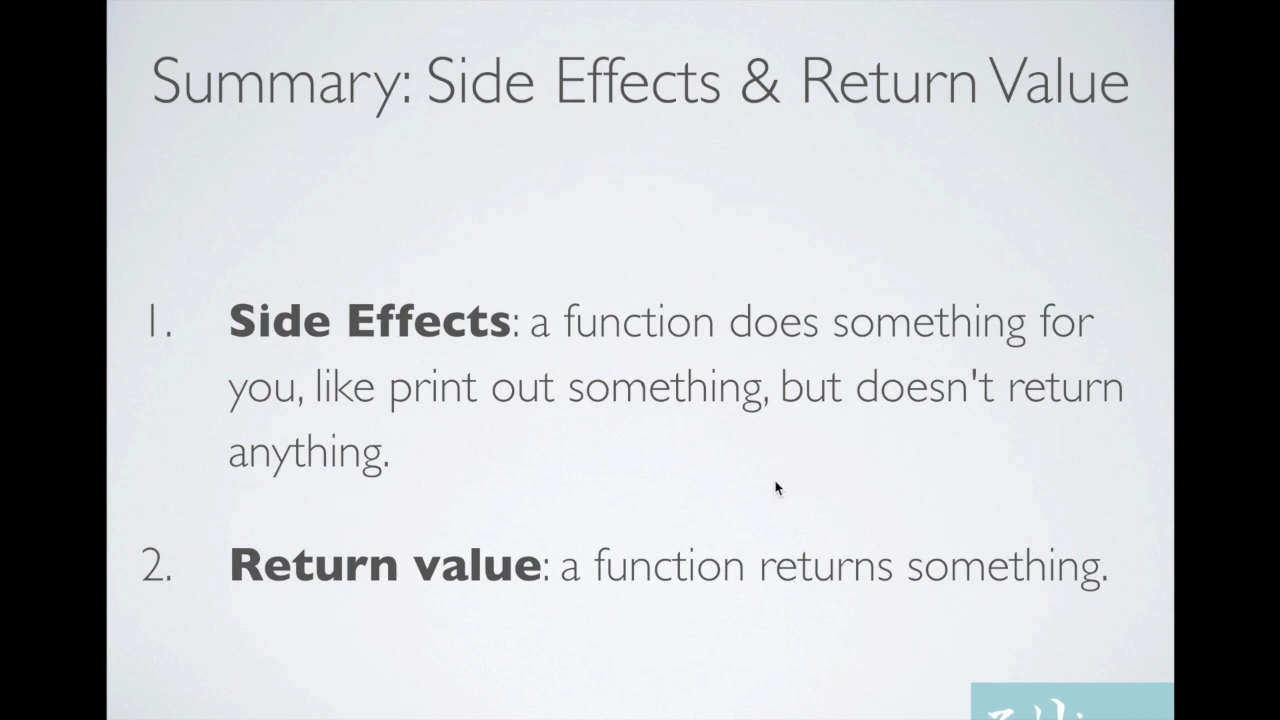 Summary: Side Effects & Return Value
1. Side Effects: a function does something for
you, like print out something, but doesn't return
anything.
2. Return value: a function returns something.